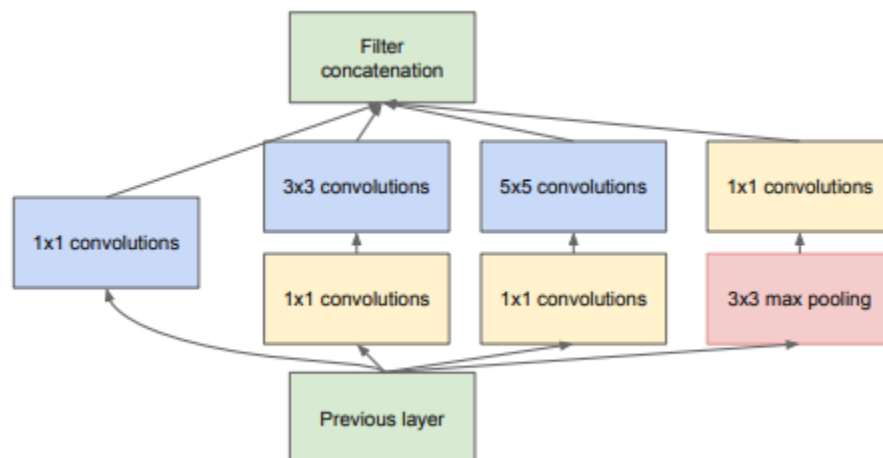 Filter
concatenation
3x3 convolutions
5x5 convolutions
1x1 convolutions
1x1 convolutions
1x1 convolutions
1x1 convolutions
3x3 max pooling
Previous layer